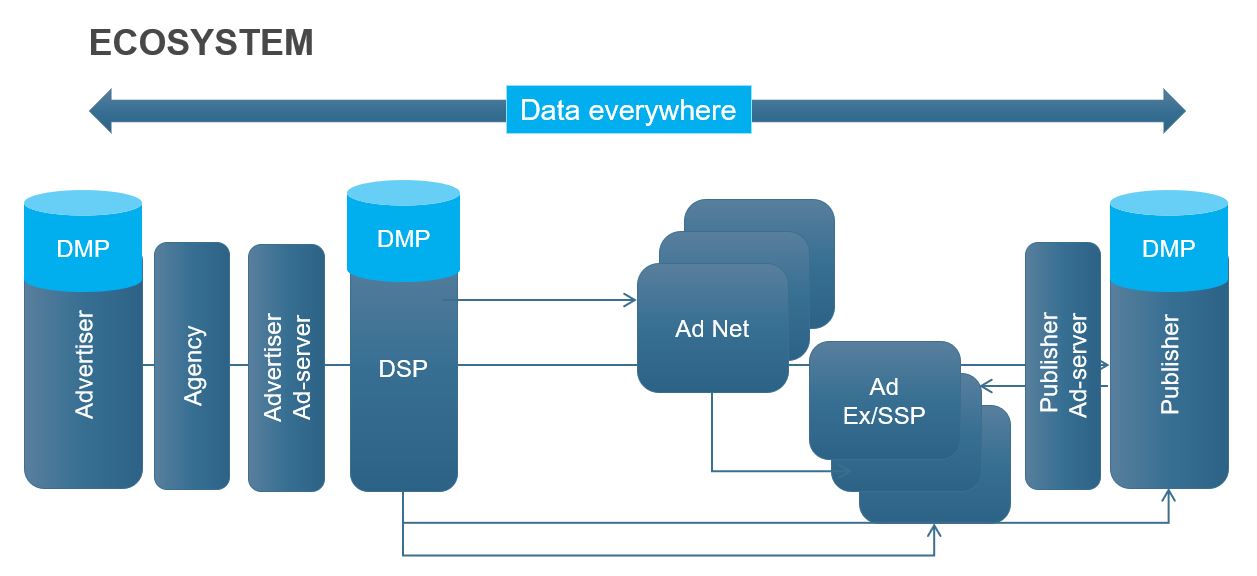 ECOSYSTEM
Data everywhere
DMP
Advertiser
Agency
Advertiser
Ad-server
DMP
DSP
Ad Net
Ad
Ex/SSP
Publisher
Ad-server
DMP
Publisher